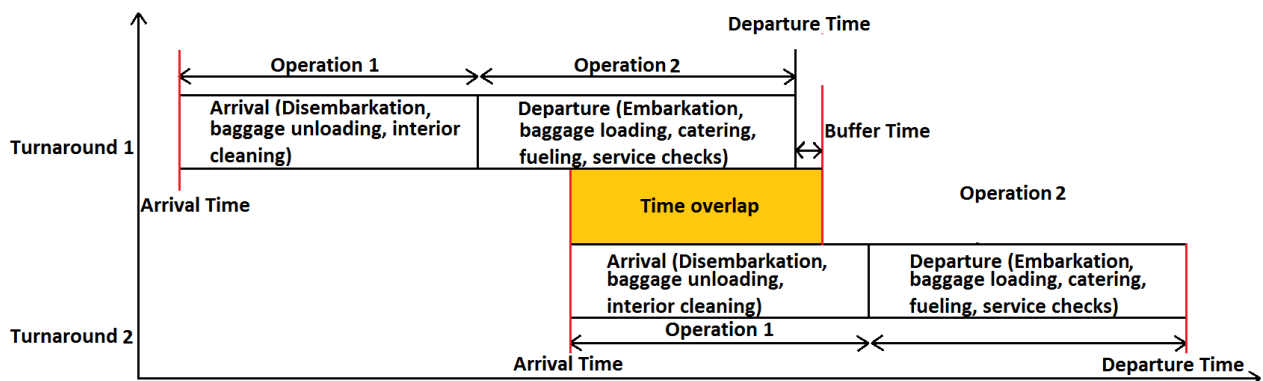 Departure Time
Operation 1
Operation 2
Arrival (Disembarkation,
baggage unloading, interior
cleaning)
Departure (Embarkation,
baggage loading, catering,
fueling, service checks)
Buffer Time
Turnaround 1
Arrival Time
Time overlap
Operation 2
Arrival (Disembarkation,
baggage unloading,
interior cleaning)
Departure (Embarkation,
baggage loading, catering,
fueling, service checks)
Operation 1
Turnaround 2
Arrival Time
Departure Time